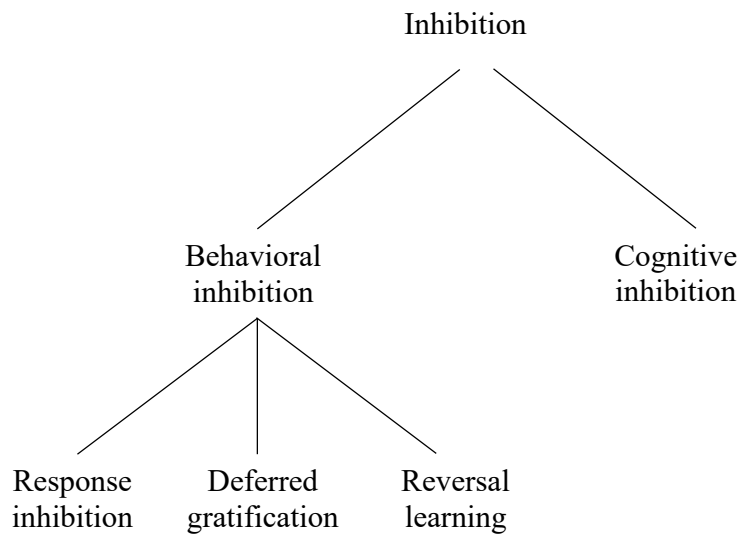 Inhibition
Behavioral
inhibition
Cognitive
inhibition
Response
inhibition
Deferred
gratification
Reversal
learning